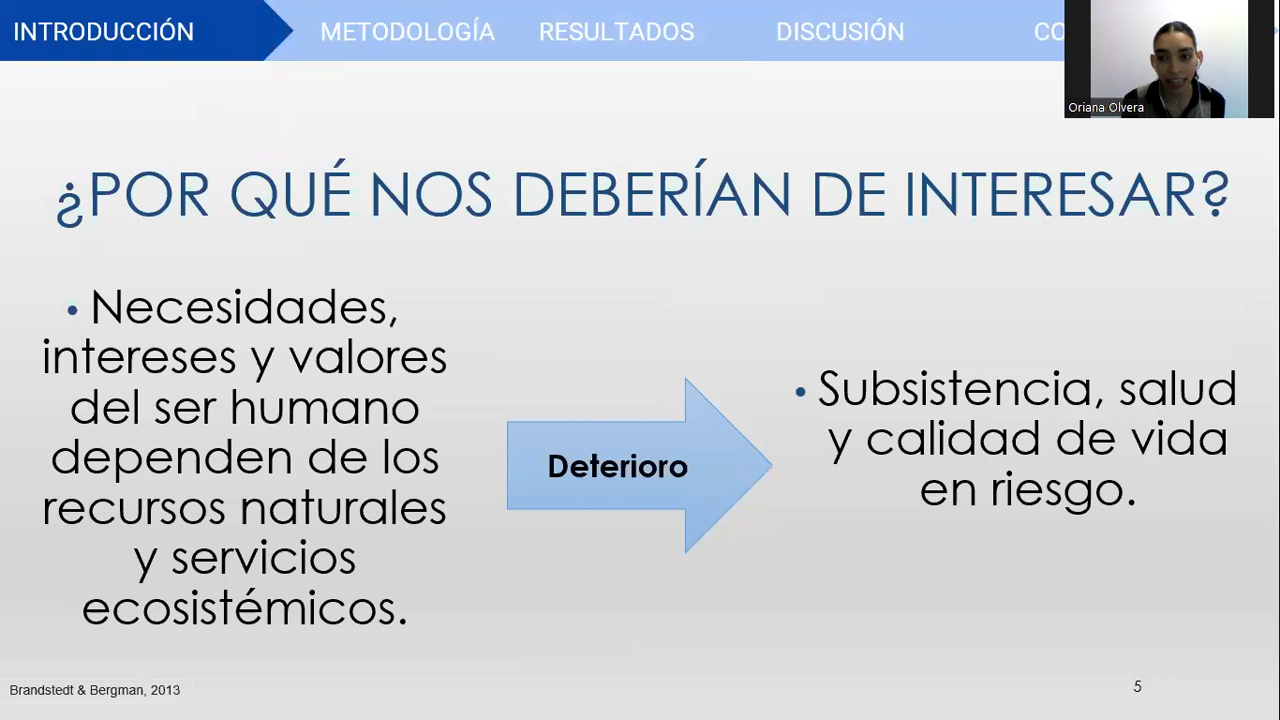 INTRODUCCIÓN METODOLOGÍA RESULTADOS DISCUSIÓN CO
Oriana Olvera
¿POR QUÉ NOS DEBERÍAN DE INTERESAR?
• Necesidades,
intereses y valores
del ser humano
dependen de los
recursos naturales
y servicios
ecosistémicos.
Deterioro
• Subsistencia, salud
y calidad de vida
en riesgo.
Brandstedt & Bergman, 2013
5